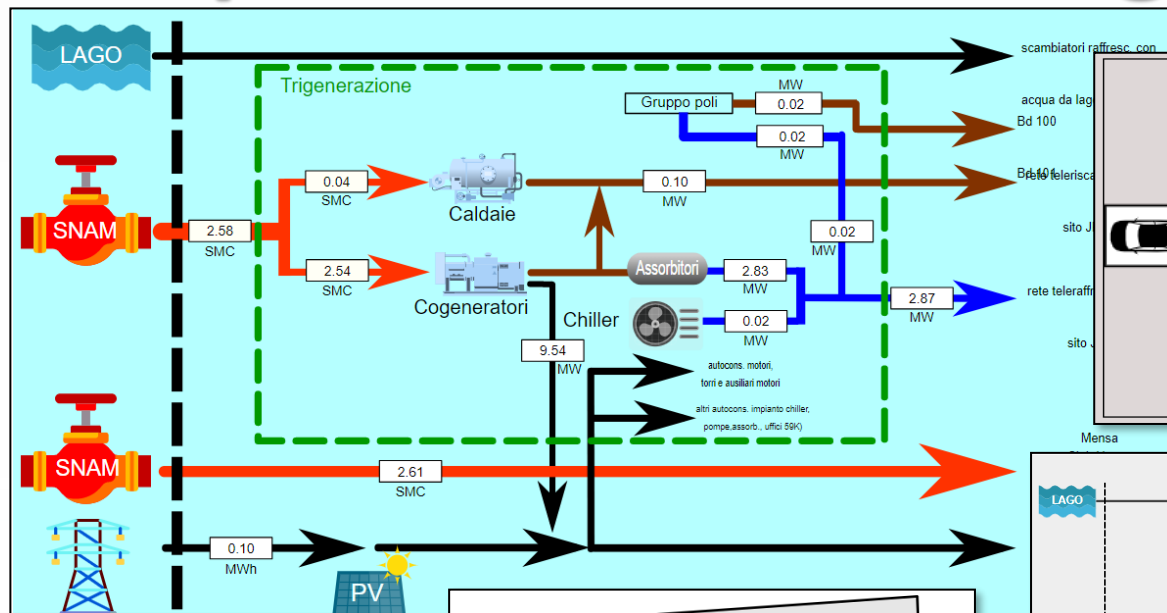 LAGO
scambiatori raffresc. con
Trigenerazione
MW
Gruppo poli
0.02
acqua da lago
Bd 100
0.02
MW
0.04
SMC
Caldaie
0.10
MW
Bd 101
SNAM
2.58
SMC
0.02
MW
sito
2.54
SMC
Cogeneratori
Assorbitori
2.83
MW
2.87
MW
Chiller
0.02
MW
9.54
MW
sito
autocons. motori,
torri e ausiliari motori
altri autocons. impianto chiller,
pompe,assorb., uffici 59K)
Mensa
SNAM
2.61
SMC
LAGO
0.10
MWh
PV